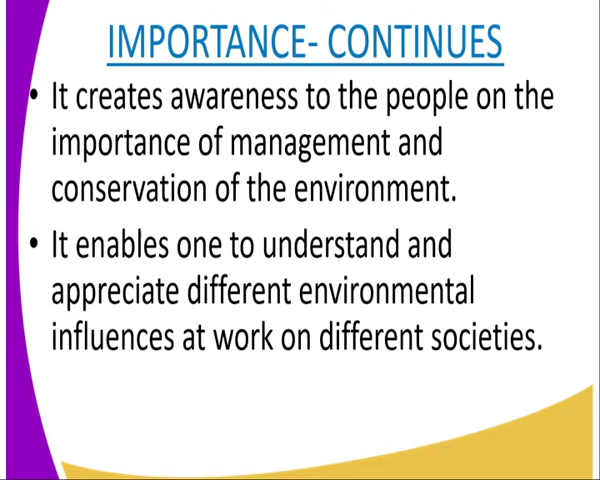 IMPORTANCE- CONTINUES
• It creates awareness to the people on the
importance of management and
conservation of the environment.
• It enables one to understand and
appreciate different environmental
influences at work on different societies.